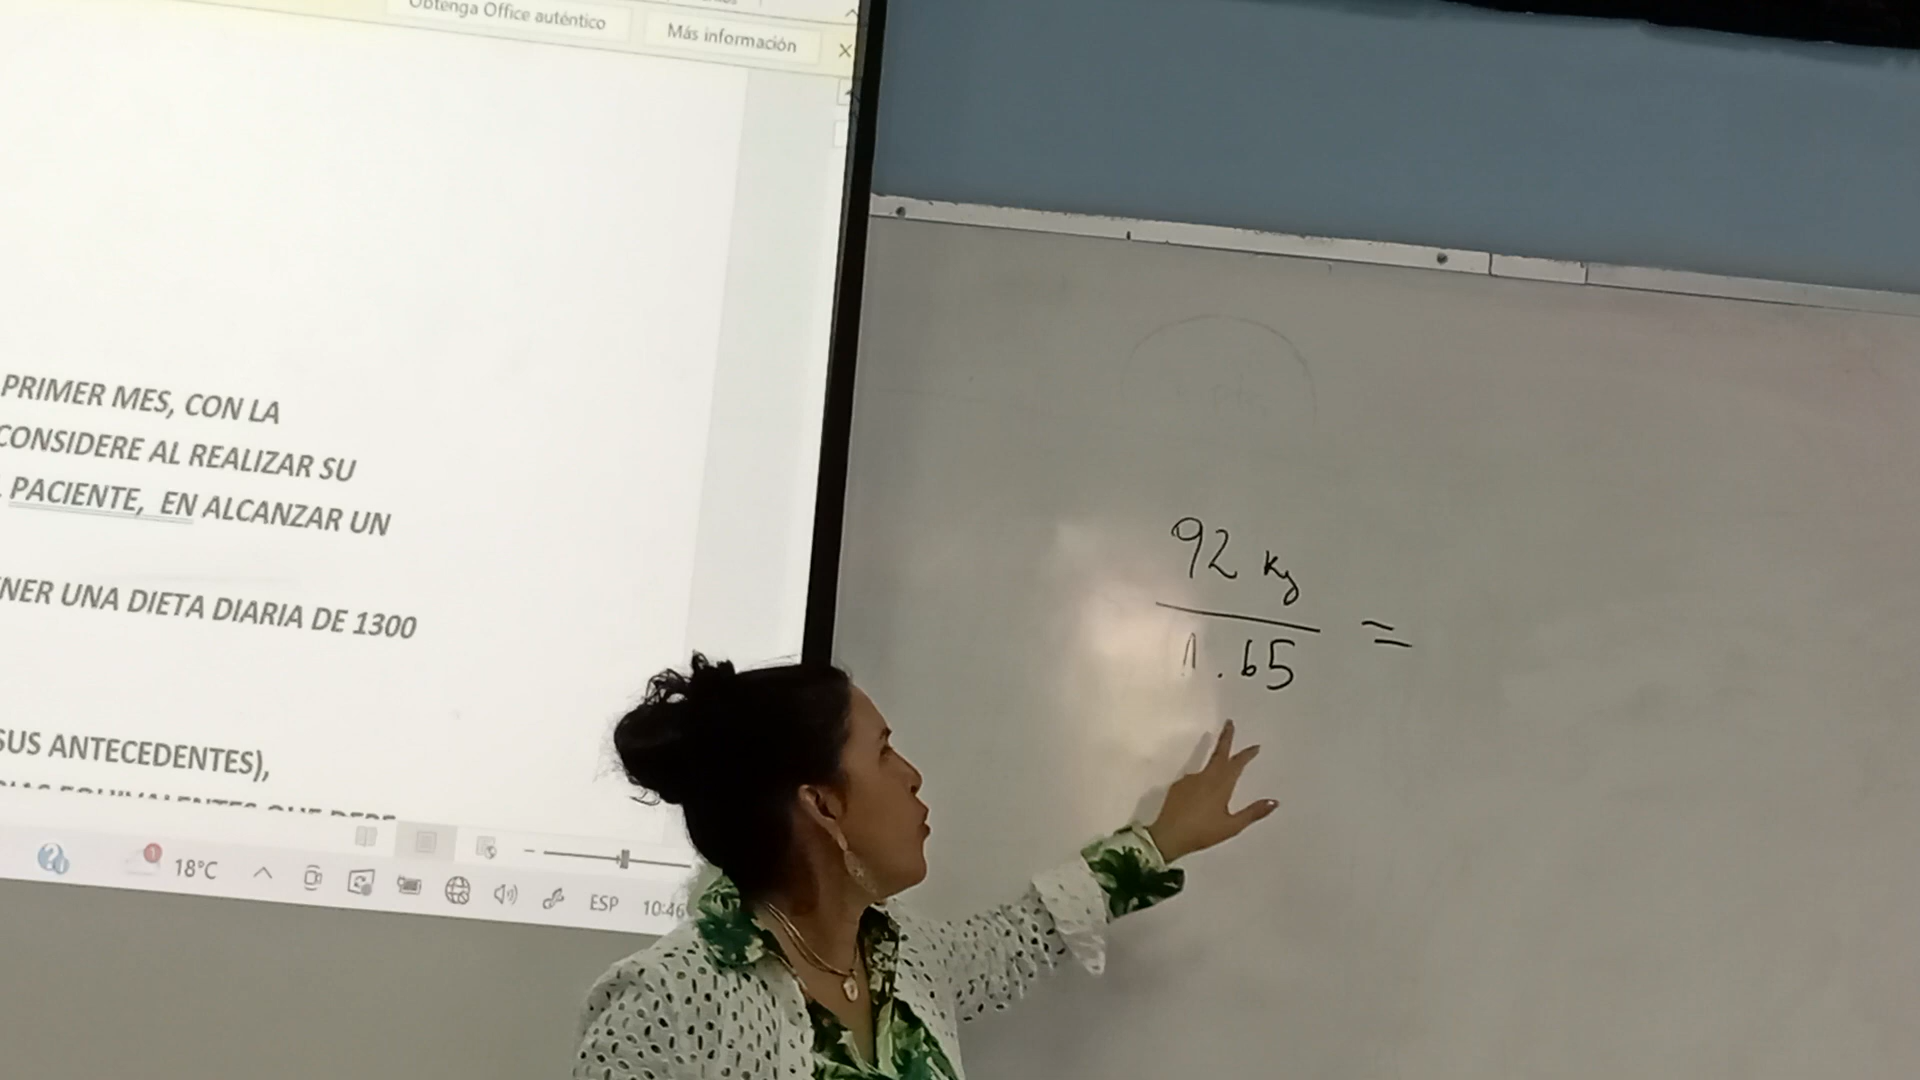 Obtenga Office auténtico
Más información
PRIMER MES, CON LA
CONSIDERE AL REALIZAR SU
PACIENTE, EN ALCANZAR UN
NER UNA DIETA DIARIA DE 1300
SUS ANTECEDENTES),
18°C
ESP
10:46
92 kg
1.65
=